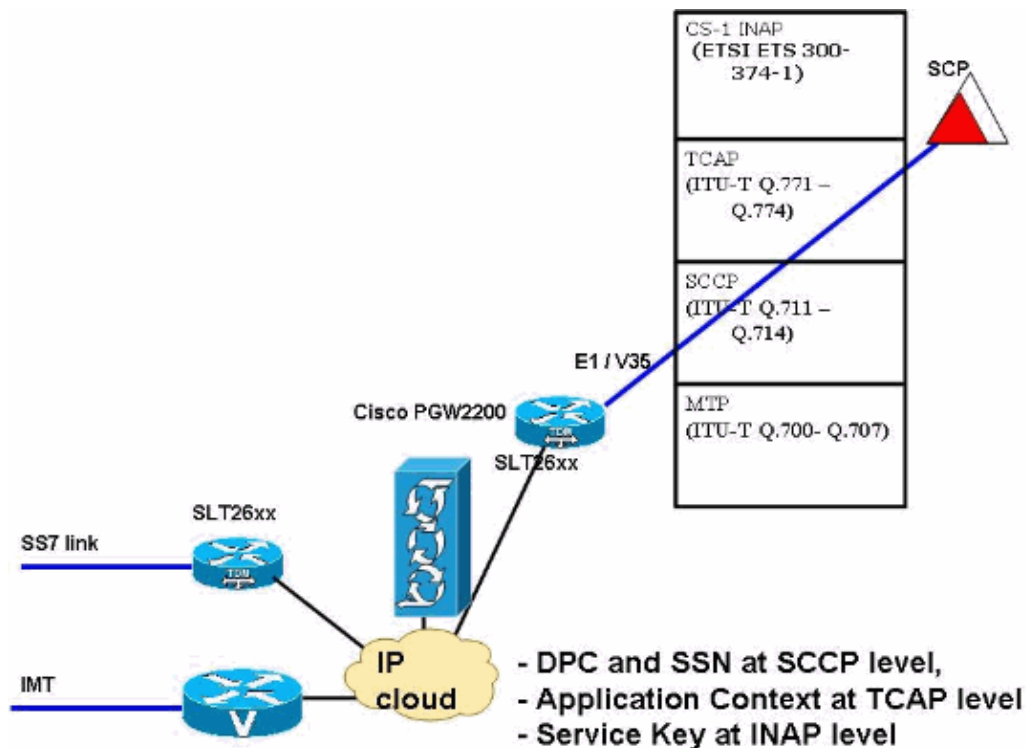 CS-1 INAP
(ETSI ETS 300-
374-1)
SCP
TCAP
(ITU-T Q.771 –
Q.774)
SCCP
(ITU-T Q.711 –
Q.714)
E1 / V35
MTP
(ITU-T Q.700- Q.707)
Cisco PGW2200
TDM
SLT26xx
SLT26xx
SS7 link
TDM
IP
cloud
IMT
V
- DPC and SSN at SCCP level,
- Application Context at TCAP level
- Service Key at INAP level